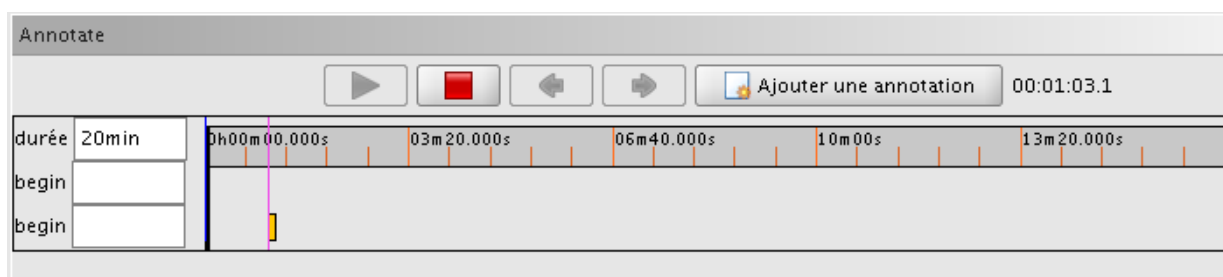 Annotate
Ajouter une annotation 00:01:03.1
durée 20min 0h00m00.000s 03m20.000s 06m40.000s 10m00s 13m20.000s
begin
begin